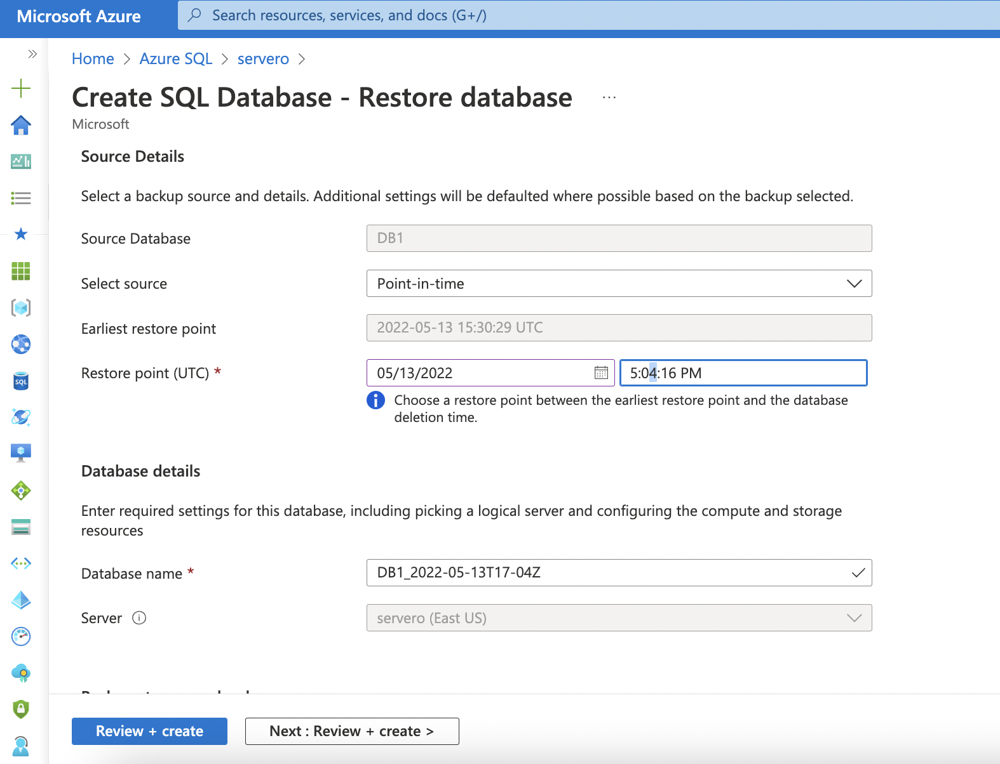 Microsoft Azure
Search resources, services, and docs (G+/)
Home > Azure SQL > servero >
Create SQL Database - Restore database ...
Microsoft
Source Details
Select a backup source and details. Additional settings will be defaulted where possible based on the backup selected.
Source Database
DB1
Select source
Point-in-time
Earliest restore point
2022-05-13 15:30:29 UTC
Restore point (UTC) *
05/13/2022
5:04:16 PM
Choose a restore point between the earliest restore point and the database
deletion time.
Database details
Enter required settings for this database, including picking a logical server and configuring the compute and storage
resources
Database name *
DB1_2022-05-13T17-04Z
Server
servero (East US)
Review + create
Next : Review + create >
SQL